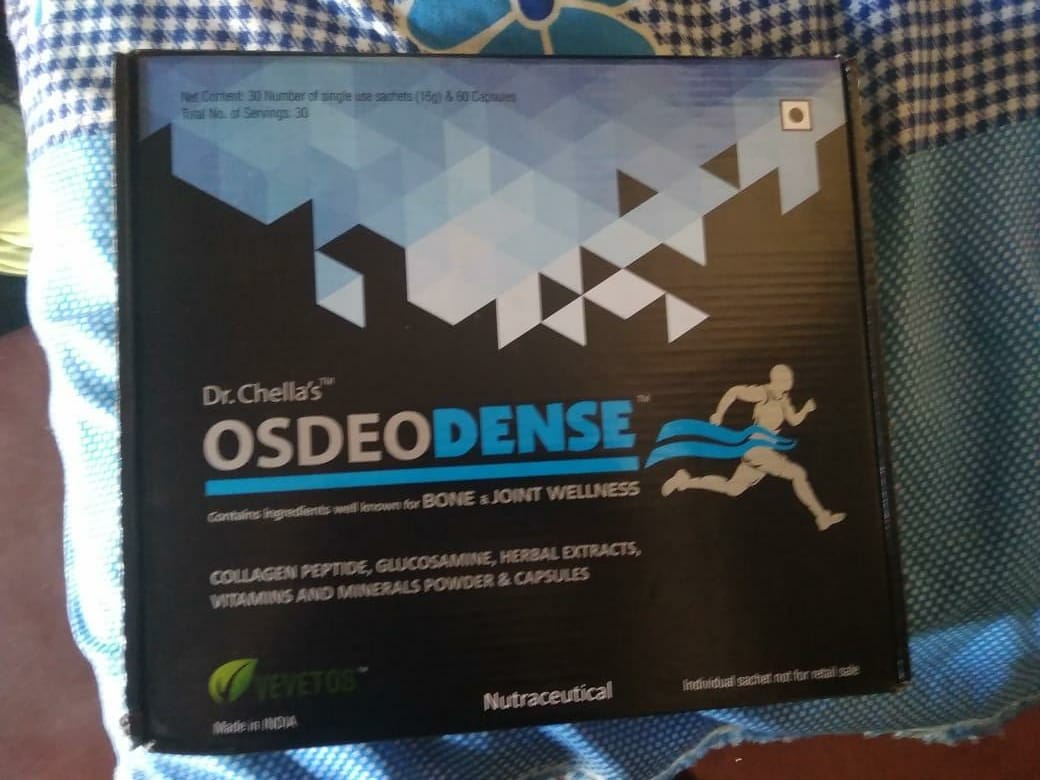 Net Content: 30 Number of single use sachets (15g) & 60 Capsules
Total No. of Servings: 30
Dr. Chella's™
OSDEODENSE™
Contains ingredients well known for BONE & JOINT WELLNESS
COLLAGEN PEPTIDE, GLUCOSAMINE, HERBAL EXTRACTS,
VITAMINS AND MINERALS POWDER & CAPSULES
VEVETOS™
Made in INDIA
Nutraceutical
Individual sachet not for retail sale